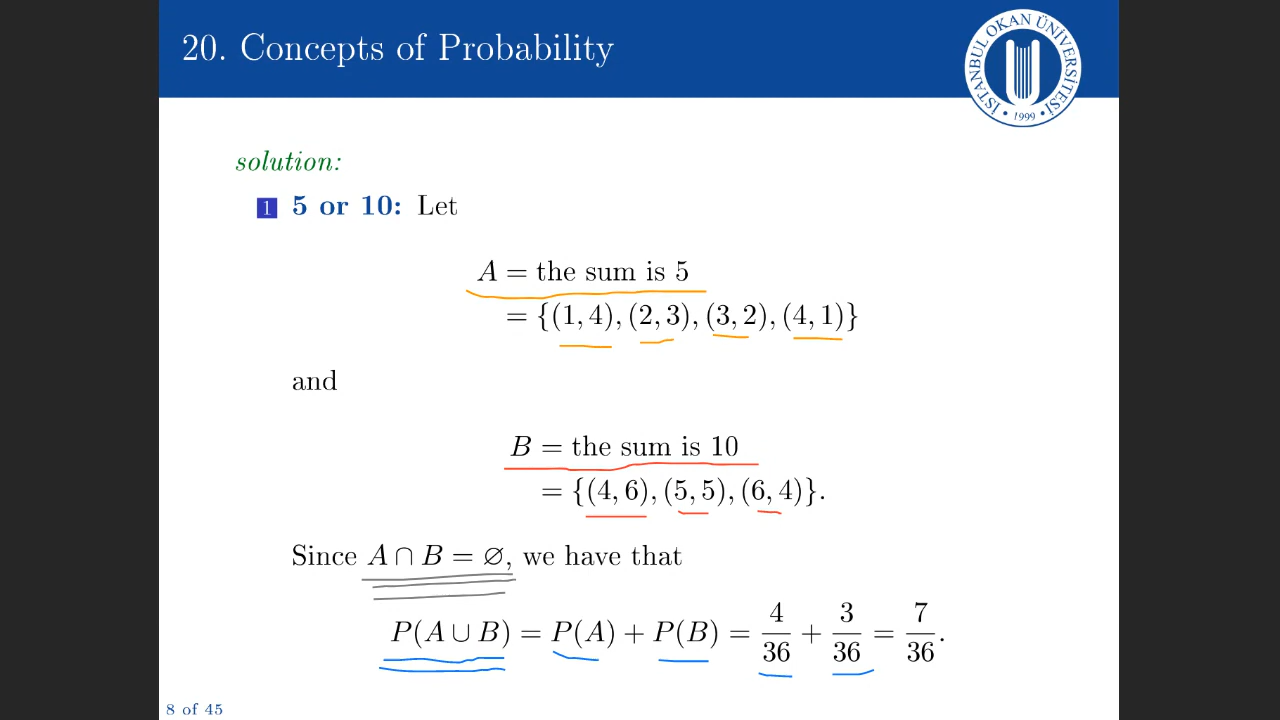 20. Concepts of Probability
İSTANBUL OKAN ÜNİVERSİTESİ
• 1999 •
solution:
1 5 or 10: Let
A = the sum is 5
= {(1, 4), (2, 3), (3, 2), (4, 1)}
and
B = the sum is 10
= {(4, 6), (5, 5), (6, 4)}.
Since A ∩ B = ∅, we have that
P(A ∪ B) = P(A) + P(B) = 4/36 + 3/36 = 7/36.
8 of 45